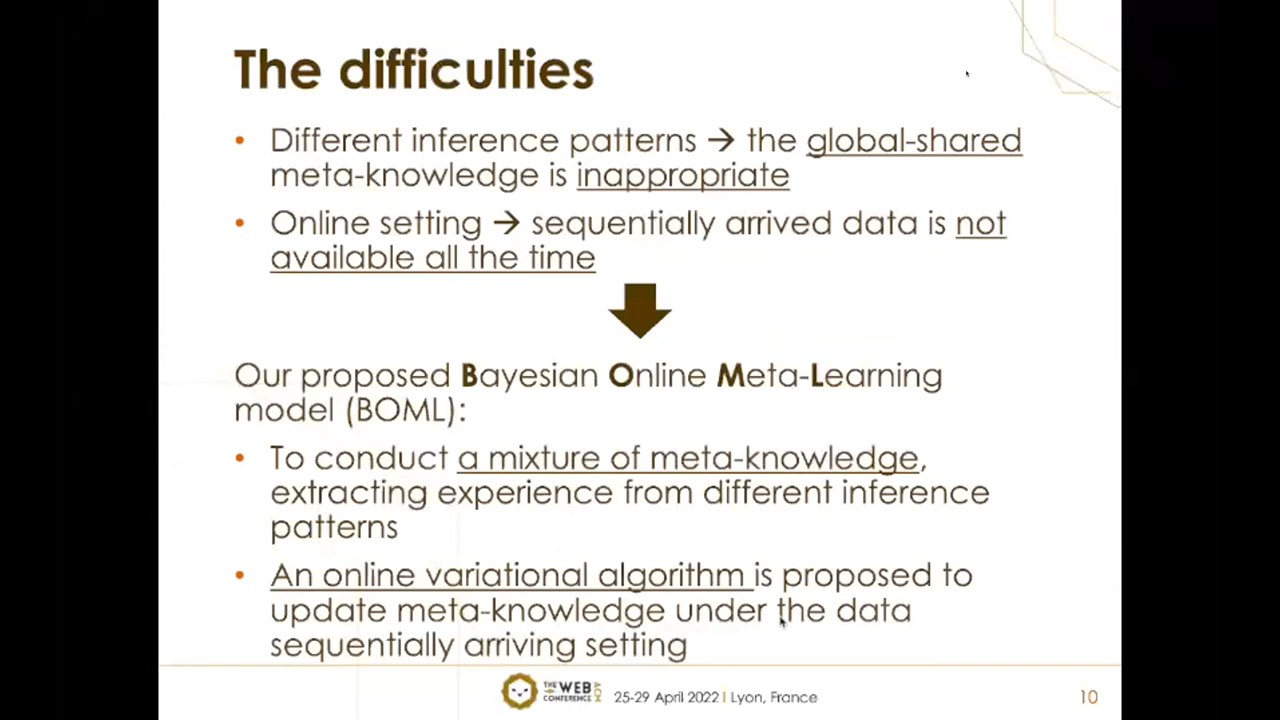 The difficulties
• Different inference patterns → the global-shared
meta-knowledge is inappropriate
• Online setting → sequentially arrived data is not
available all the time
Our proposed Bayesian Online Meta-Learning
model (BOML):
• To conduct a mixture of meta-knowledge,
extracting experience from different inference
patterns
• An online variational algorithm is proposed to
update meta-knowledge under the data
sequentially arriving setting
THE WEB CONFERENCE ACM
25-29 April 2022 | Lyon, France
10